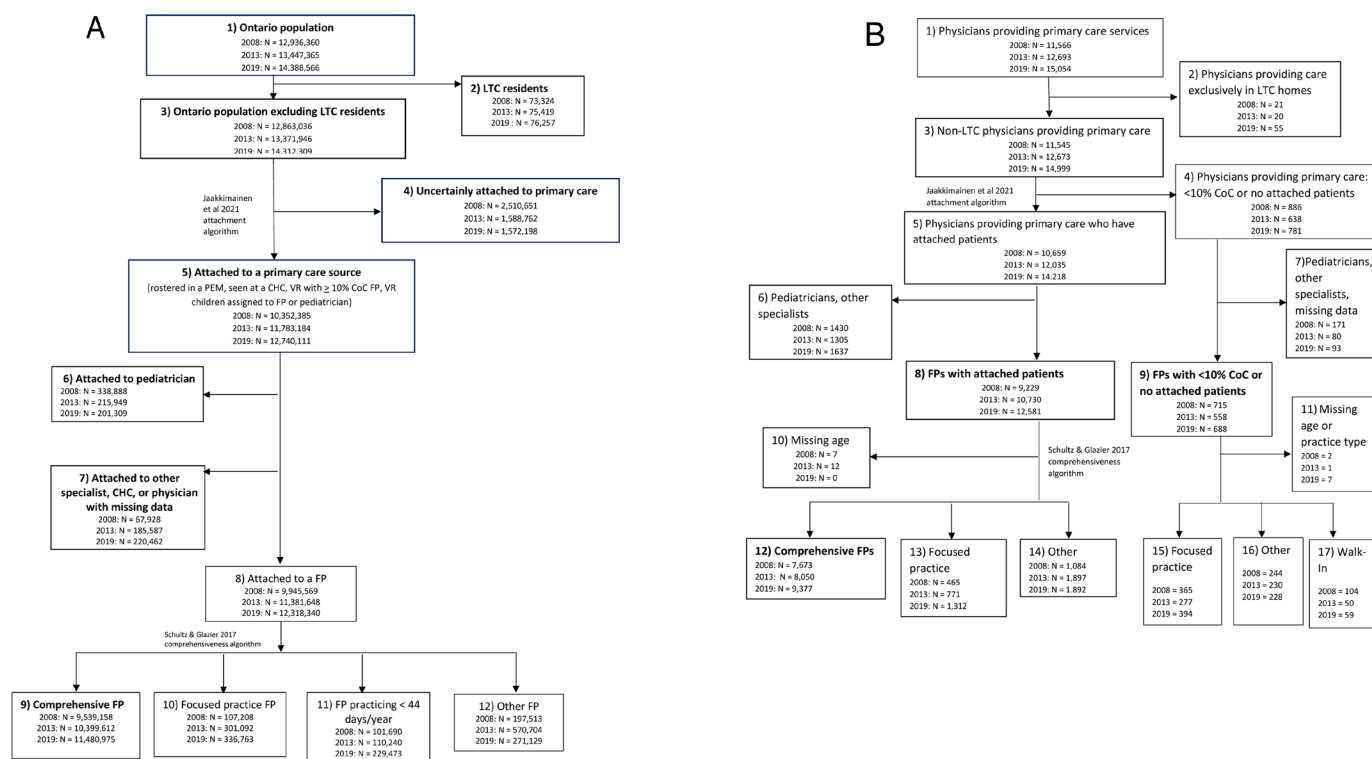 A
1) Ontario population
2008: N = 12,936,360
2013: N = 13,447,365
2019: N = 14,388,566
2) LTC residents
2008: N = 73,324
2013: N = 75,419
2019 : N = 76,257
3) Ontario population excluding LTC residents
2008: N = 12,863,036
2013: N = 13,371,946
2019: N = 14,312,309
Jaakkimainen
et al 2021
attachment
algorithm
4) Uncertainly attached to primary care
2008: N = 2,510,651
2013: N = 1,588,762
2019: N = 1,572,198
5) Attached to a primary care source
(rostered in a PEM, seen at a CHC, VR with ≥ 10% CoC FP, VR
children assigned to FP or pediatrician)
2008: N = 10,352,385
2013: N = 11,783,184
2019: N = 12,740,111
6) Attached to pediatrician
2008: N = 338,888
2013: N = 215,949
2019: N = 201,309
7) Attached to other
specialist, CHC, or physician
with missing data
2008: N = 67,928
2013: N = 185,587
2019: N = 220,462
8) Attached to a FP
2008: N = 9,945,569
2013: N = 11,381,648
2019: N = 12,318,340
Schultz & Glazier 2017
comprehensiveness algorithm
9) Comprehensive FP
2008: N = 9,539,158
2013: N = 10,399,612
2019: N = 11,480,975
10) Focused practice FP
2008: N = 107,208
2013: N = 301,092
2019: N = 336,763
11) FP practicing < 44
days/year
2008: N = 101,690
2013: N = 110,240
2019: N = 229,473
12) Other FP
2008: N = 197,513
2013: N = 570,704
2019: N = 271,129
B
1) Physicians providing primary care services
2008: N = 11,566
2013: N = 12,693
2019: N = 15,054
2) Physicians providing care
exclusively in LTC homes
2008: N = 21
2013: N = 20
2019: N = 55
3) Non-LTC physicians providing primary care
2008: N = 11,545
2013: N = 12,673
2019: N = 14,999
Jaakkimainen et al 2021
attachment algorithm
4) Physicians providing primary care:
<10% CoC or no attached patients
2008: N = 886
2013: N = 638
2019: N = 781
5) Physicians providing primary care who have
attached patients
2008: N = 10,659
2013: N = 12,035
2019: N = 14.218
6) Pediatricians, other
specialists
2008: N = 1430
2013: N = 1305
2019: N = 1637
7)Pediatricians,
other
specialists,
missing data
2008: N = 171
2013: N = 80
2019: N = 93
8) FPs with attached patients
2008: N = 9,229
2013: N = 10,730
2019: N = 12,581
9) FPs with <10% CoC or
no attached patients
2008: N = 715
2013: N = 558
2019: N = 688
10) Missing age
2008: N = 7
2013: N = 12
2019: N = 0
Schultz & Glazier 2017
comprehensiveness
algorithm
11) Missing
age or
practice type
2008 = 2
2013 = 1
2019 = 7
12) Comprehensive FPs
2008: N = 7,673
2013: N = 8,050
2019: N = 9,377
13) Focused
practice
2008: N = 465
2013: N = 771
2019: N = 1,312
14) Other
2008: N = 1,084
2013: N = 1,897
2019: N = 1.892
15) Focused
practice
2008 = 365
2013 = 277
2019 = 394
16) Other
2008 = 244
2013 = 230
2019 = 228
17) Walk-
In
2008 = 104
2013 = 50
2019 = 59